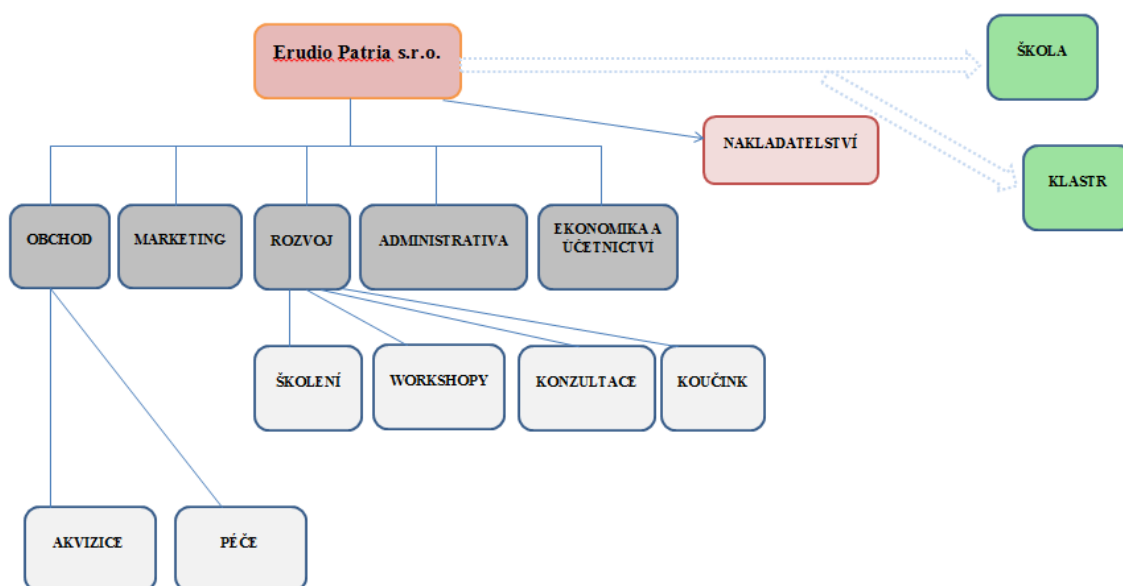 Erudio Patria s.r.o.
ŠKOLA
NAKLADATELSTVÍ
KLASTR
OBCHOD
MARKETING
ROZVOJ
ADMINISTRATIVA
EKONOMIKA A
ÚČETNICTVÍ
ŠKOLENÍ
WORKSHOPY
KONZULTACE
KOUČINK
AKVIZICE
PÉČE